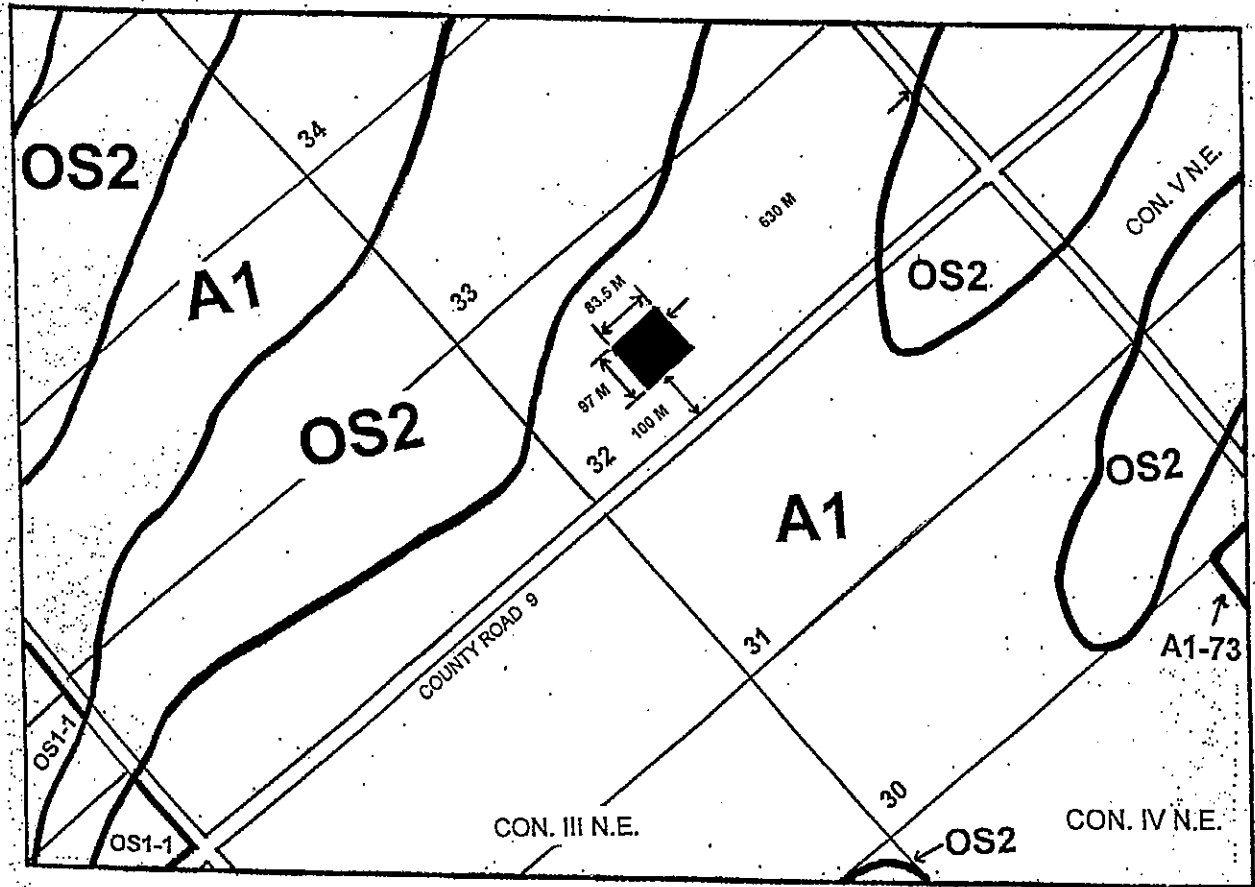 34
OS2
CON. V N.E.
630 M
A1
OS2
33
83.5 M
97 M
100 M
OS2
32
OS2
A1
COUNTY ROAD 9
31
A1-73
OS1-1
30
CON. III N.E.
CON. IV N.E.
OS1-1
OS2